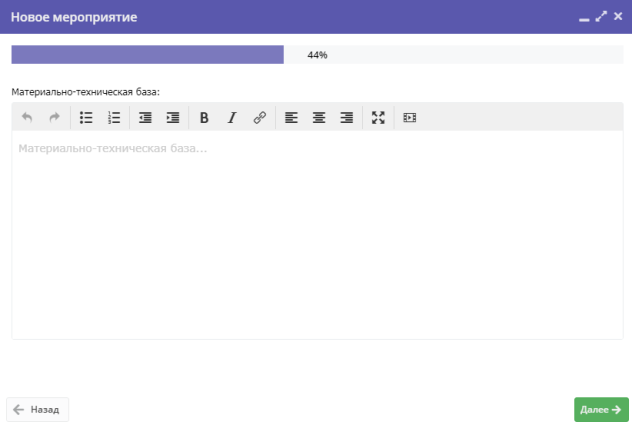 Новое мероприятие
44%
Материально-техническая база:
Материально-техническая база...
Назад
Далее